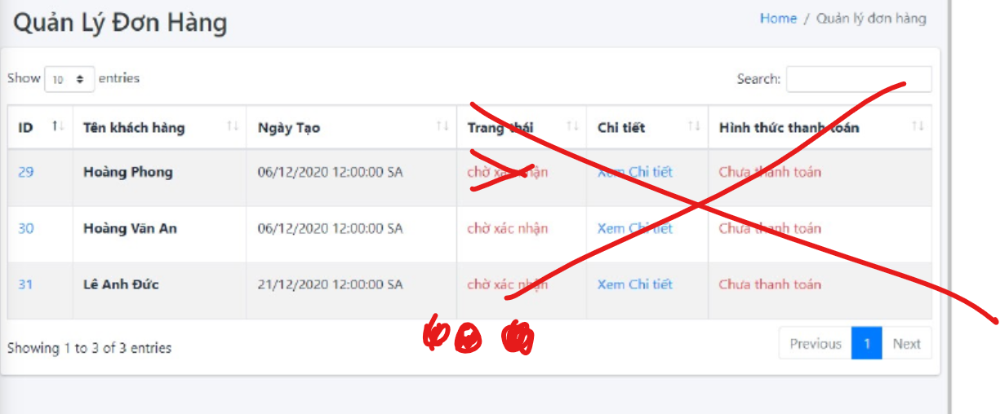 Quản Lý Đơn Hàng
Home / Quản lý đơn hàng
Show 10 entries
Search:
ID Tên khách hàng Ngày Tạo Trang thái Chi tiết Hình thức thanh toán
29 Hoàng Phong 06/12/2020 12:00:00 SA chờ xác nhận Xem Chi tiết Chưa thanh toán
30 Hoàng Văn An 06/12/2020 12:00:00 SA chờ xác nhận Xem Chi tiết Chưa thanh toán
31 Lê Anh Đức 21/12/2020 12:00:00 SA chờ xác nhận Xem Chi tiết Chưa thanh toán
Showing 1 to 3 of 3 entries
Previous 1 Next